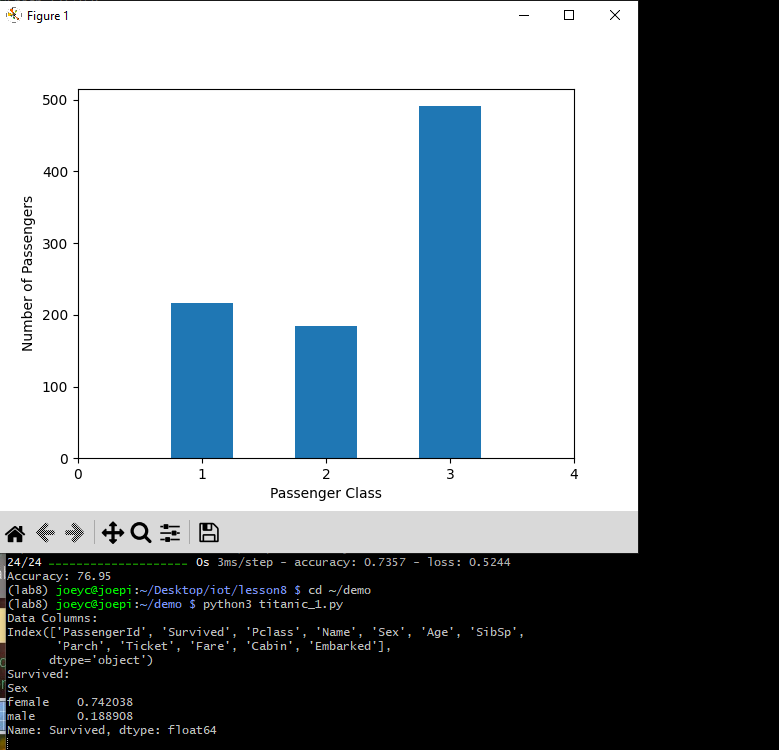 Figure 1
500
400
300
200
100
0
Number of Passengers
0 1 2 3 4
Passenger Class
24/24 -------------------- 0s 3ms/step - accuracy: 0.7357 - loss: 0.5244
Accuracy: 76.95
(lab8) joeyc@joepi:~/Desktop/iot/lesson8 $ cd ~/demo
(lab8) joeyc@joepi:~/demo $ python3 titanic_1.py
Data Columns:
Index(['PassengerId', 'Survived', 'Pclass', 'Name', 'Sex', 'Age', 'SibSp',
'Parch', 'Ticket', 'Fare', 'Cabin', 'Embarked'],
dtype='object')
Survived:
Sex
female 0.742038
male 0.188908
Name: Survived, dtype: float64